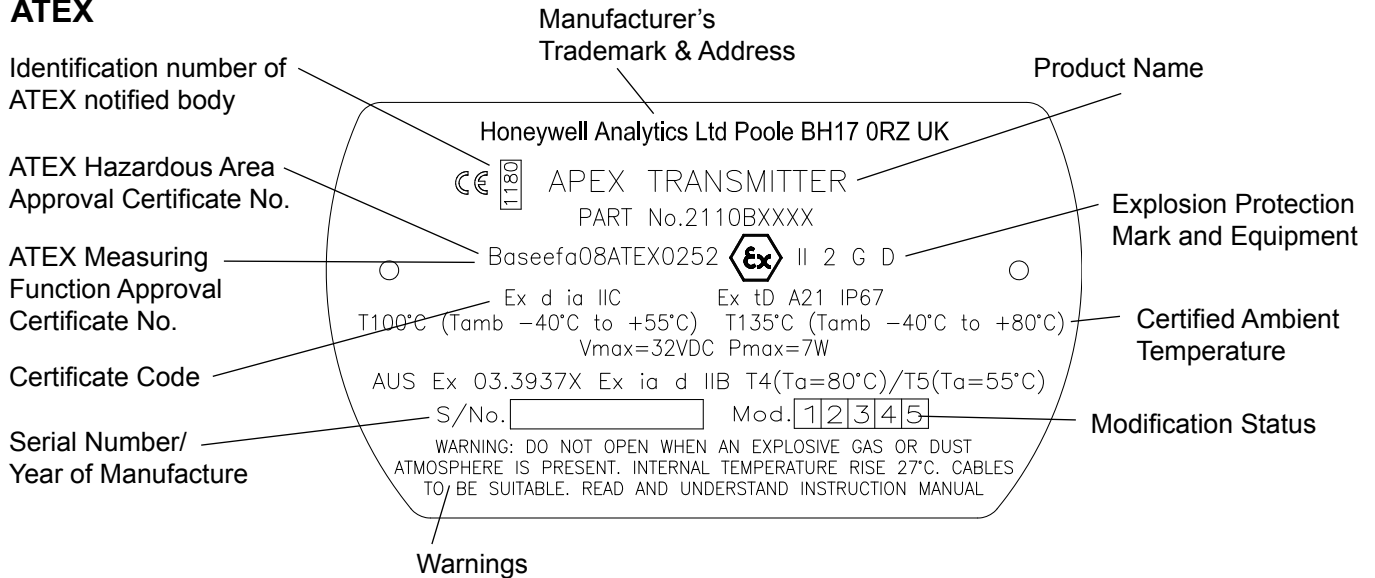 ATEX
Manufacturer's
Trademark & Address
Identification number of
ATEX notified body
Product Name
Honeywell Analytics Ltd Poole BH17 0RZ UK
CE 1180 APEX TRANSMITTER
ATEX Hazardous Area
Approval Certificate No.
PART No.2110BXXXX
Explosion Protection
Mark and Equipment
Baseefa08ATEX0252 Ex II 2 G D
ATEX Measuring
Function Approval
Certificate No.
Ex d ia IIC Ex tD A21 IP67
T100°C (Tamb −40°C to +55°C) T135°C (Tamb −40°C to +80°C)
Certified Ambient
Temperature
Vmax=32VDC Pmax=7W
Certificate Code
AUS Ex 03.3937X Ex ia d IIB T4(Ta=80°C)/T5(Ta=55°C)
S/No. Mod. 1 2 3 4 5
Modification Status
Serial Number/
Year of Manufacture
WARNING: DO NOT OPEN WHEN AN EXPLOSIVE GAS OR DUST
ATMOSPHERE IS PRESENT. INTERNAL TEMPERATURE RISE 27°C. CABLES
TO BE SUITABLE. READ AND UNDERSTAND INSTRUCTION MANUAL
Warnings